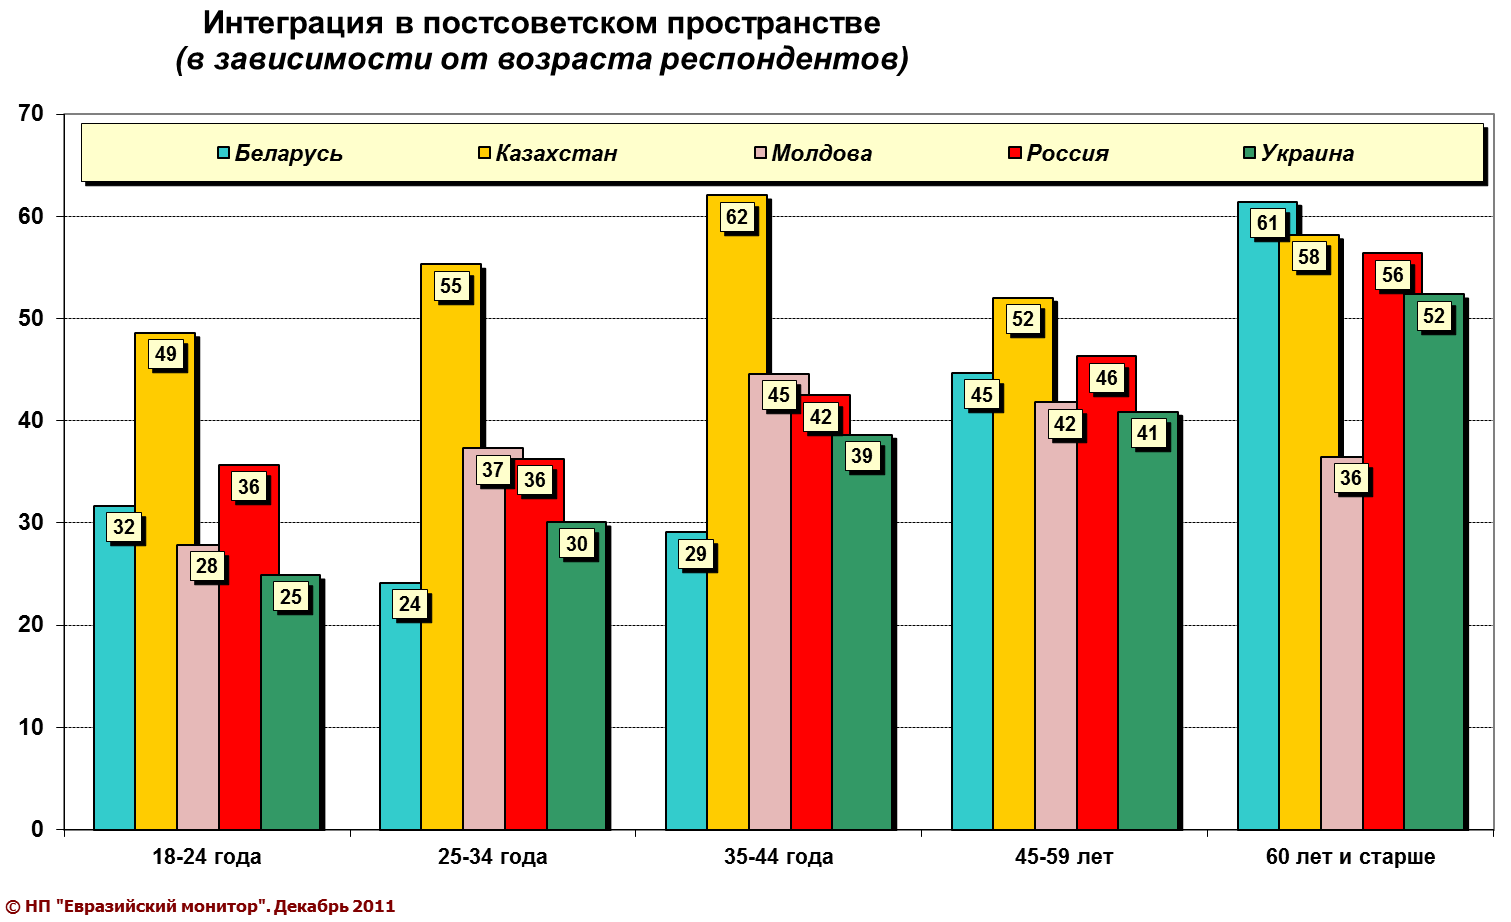 Интеграция в постсоветском пространстве
(в зависимости от возраста респондентов)
70
Беларусь Казахстан Молдова Россия Украина
60
50
40
30
20
10
0
32 49 28 36 25
24 55 37 36 30
29 62 45 42 39
45 52 42 46 41
61 58 36 56 52
18-24 года 25-34 года 35-44 года 45-59 лет 60 лет и старше
© НП "Евразийский монитор". Декабрь 2011